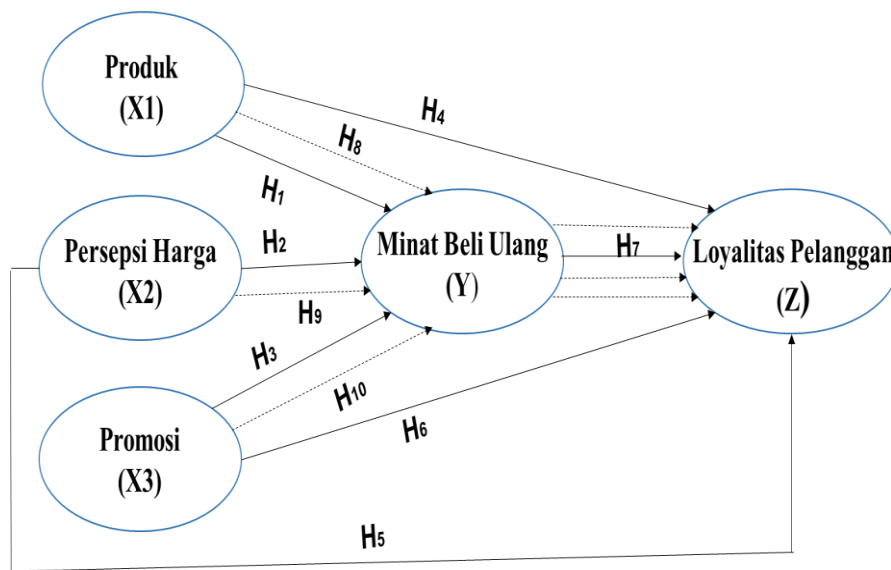 Produk
(X1)
H4
H8
H1
Persepsi Harga
(X2)
H2
Minat Beli Ulang
(Y)
H7
Loyalitas Pelanggan
(Z)
H9
H3
H10
Promosi
(X3)
H6
H5